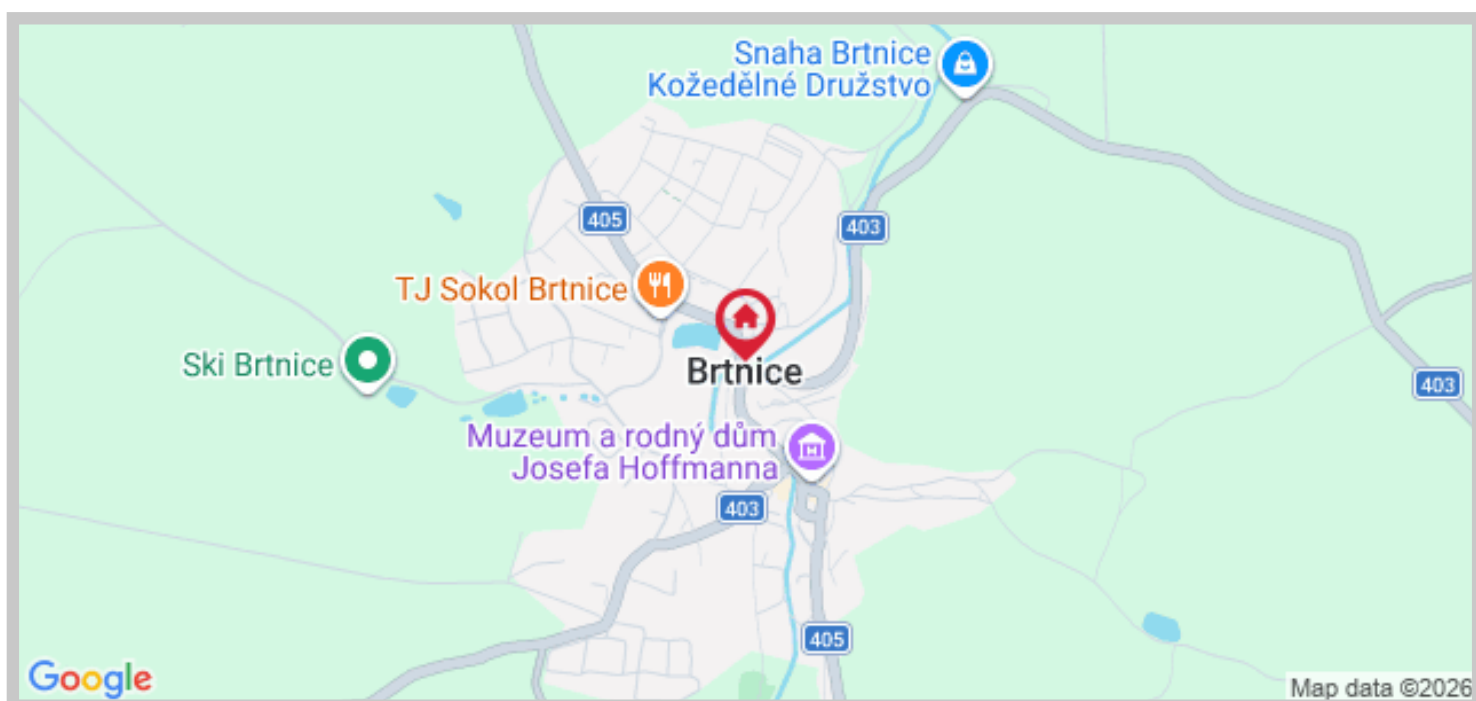 Snaha Brtnice
Kožedělné Družstvo
405
403
TJ Sokol Brtnice
Ski Brtnice
Brtnice
403
Muzeum a rodný dům
Josefa Hoffmanna
403
405
Google
Map data ©2026